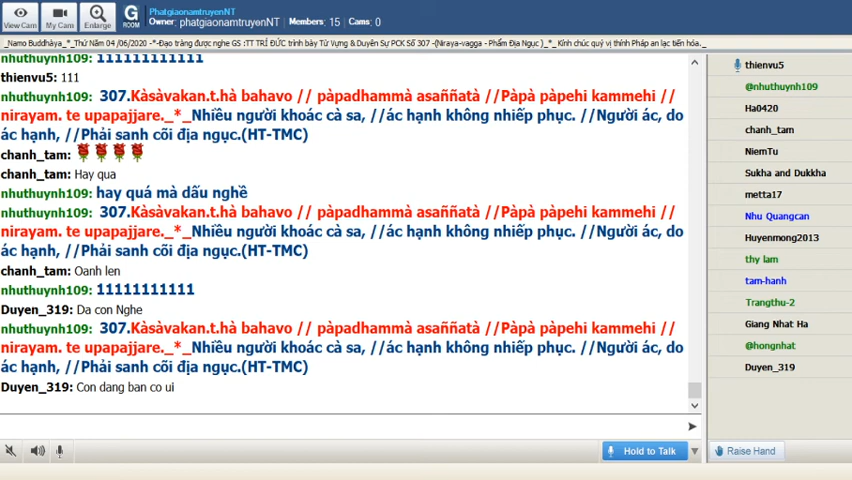 PhatgiaonamtruyenNT
Owner: phatgiaonamtruyenNT Members: 15 Cams: 0
View Cam My Cam Enlarge G ROOM
_Namo Buddhàya_*_Thứ Năm 04 /06/2020 -*-Đạo tràng được nghe GS :TT TRÍ ĐỨC trình bày Từ Vựng & Duyên Sự PCK Số 307 -(Niraya-vagga - Phẩm Địa Ngục )_*_ Kính chúc quý vị thính Pháp an lạc tiến hóa._
nhuthuynh109: 11111111111
thienvu5: 111
nhuthuynh109: 307.Kàsàvakan.t.hà bahavo // pàpadhammà asaññatà //Pàpà pàpehi kammehi //
nirayam. te upapajjare._*_Nhiều người khoác cà sa, //ác hạnh không nhiếp phục. //Người ác, do
ác hạnh, //Phải sanh cõi địa ngục.(HT-TMC)
chanh_tam:
chanh_tam: Hay qua
nhuthuynh109: hay quá mà dấu nghề
nhuthuynh109: 307.Kàsàvakan.t.hà bahavo // pàpadhammà asaññatà //Pàpà pàpehi kammehi //
nirayam. te upapajjare._*_Nhiều người khoác cà sa, //ác hạnh không nhiếp phục. //Người ác, do
ác hạnh, //Phải sanh cõi địa ngục.(HT-TMC)
chanh_tam: Oanh len
nhuthuynh109: 11111111111
Duyen_319: Da con Nghe
nhuthuynh109: 307.Kàsàvakan.t.hà bahavo // pàpadhammà asaññatà //Pàpà pàpehi kammehi //
nirayam. te upapajjare._*_Nhiều người khoác cà sa, //ác hạnh không nhiếp phục. //Người ác, do
ác hạnh, //Phải sanh cõi địa ngục.(HT-TMC)
Duyen_319: Con dang ban co ui
Hold to Talk
thienvu5
@nhuthuynh109
Ha0420
chanh_tam
NiemTu
Sukha and Dukkha
metta17
Nhu Quangcan
Huyenmong2013
thy lam
tam-hanh
Trangthu-2
Giang Nhat Ha
@hongnhat
Duyen_319
Raise Hand